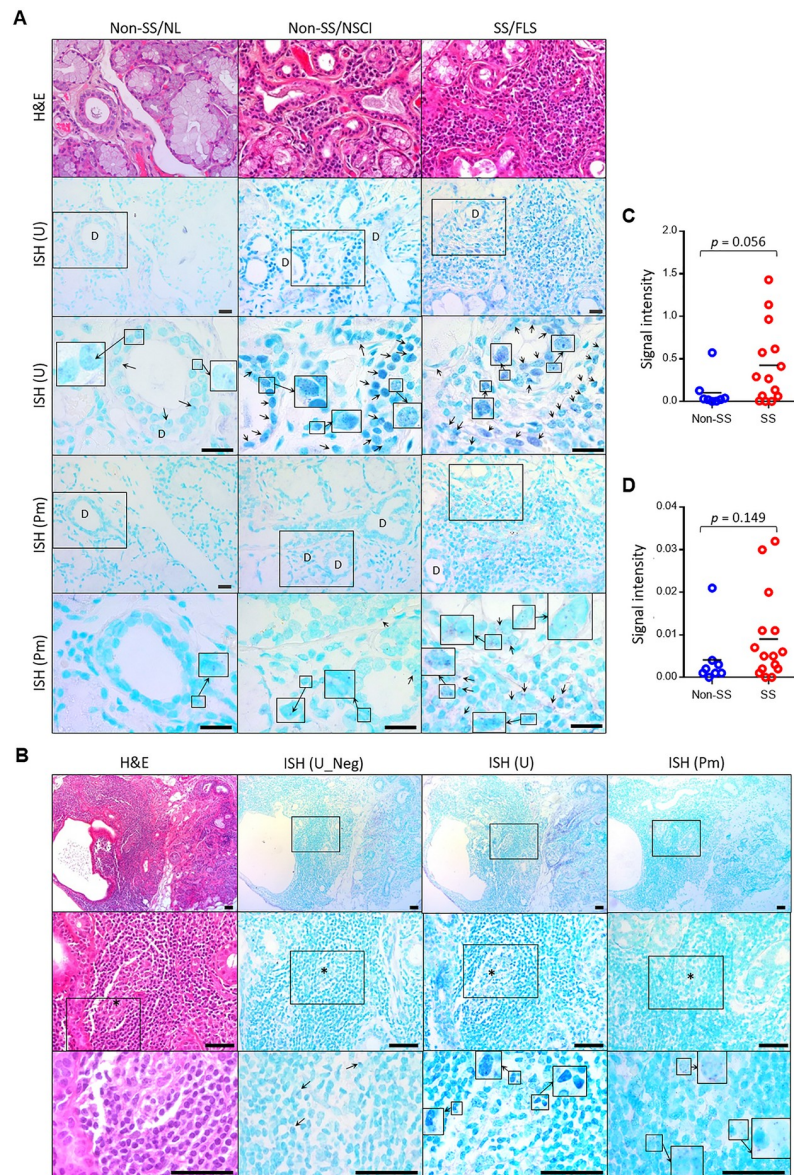 A
Non-SS/NL Non-SS/NSCI SS/FLS
H&E
ISH (U)
D D D D
ISH (U)
D
ISH (Pm)
D D D D D
ISH (Pm)
C
p = 0.056
Signal intensity
2.0
1.5
1.0
0.5
0.0
Non-SS SS
D
p = 0.149
Signal intensity
0.04
0.03
0.02
0.01
0.00
Non-SS SS
B
H&E ISH (U_Neg) ISH (U) ISH (Pm)
* * * *